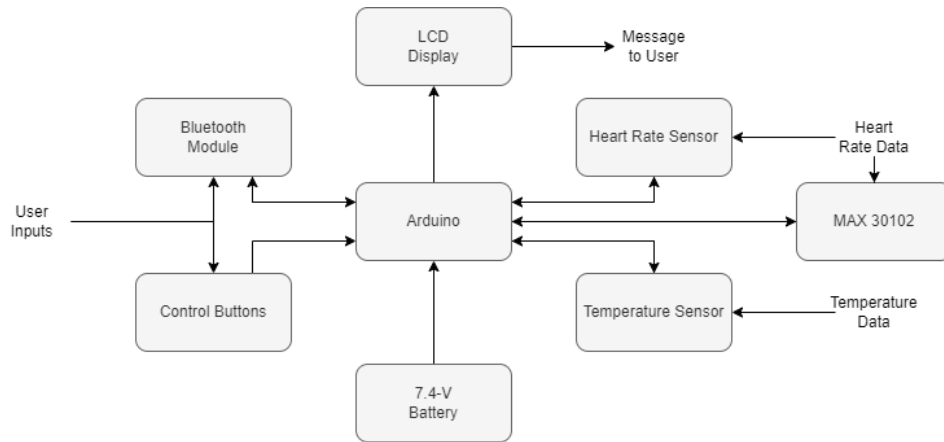 LCD
Display
Message
to User
Bluetooth
Module
Heart Rate Sensor
Heart
Rate Data
User
Inputs
Arduino
MAX 30102
Control Buttons
Temperature Sensor
Temperature
Data
7.4-V
Battery